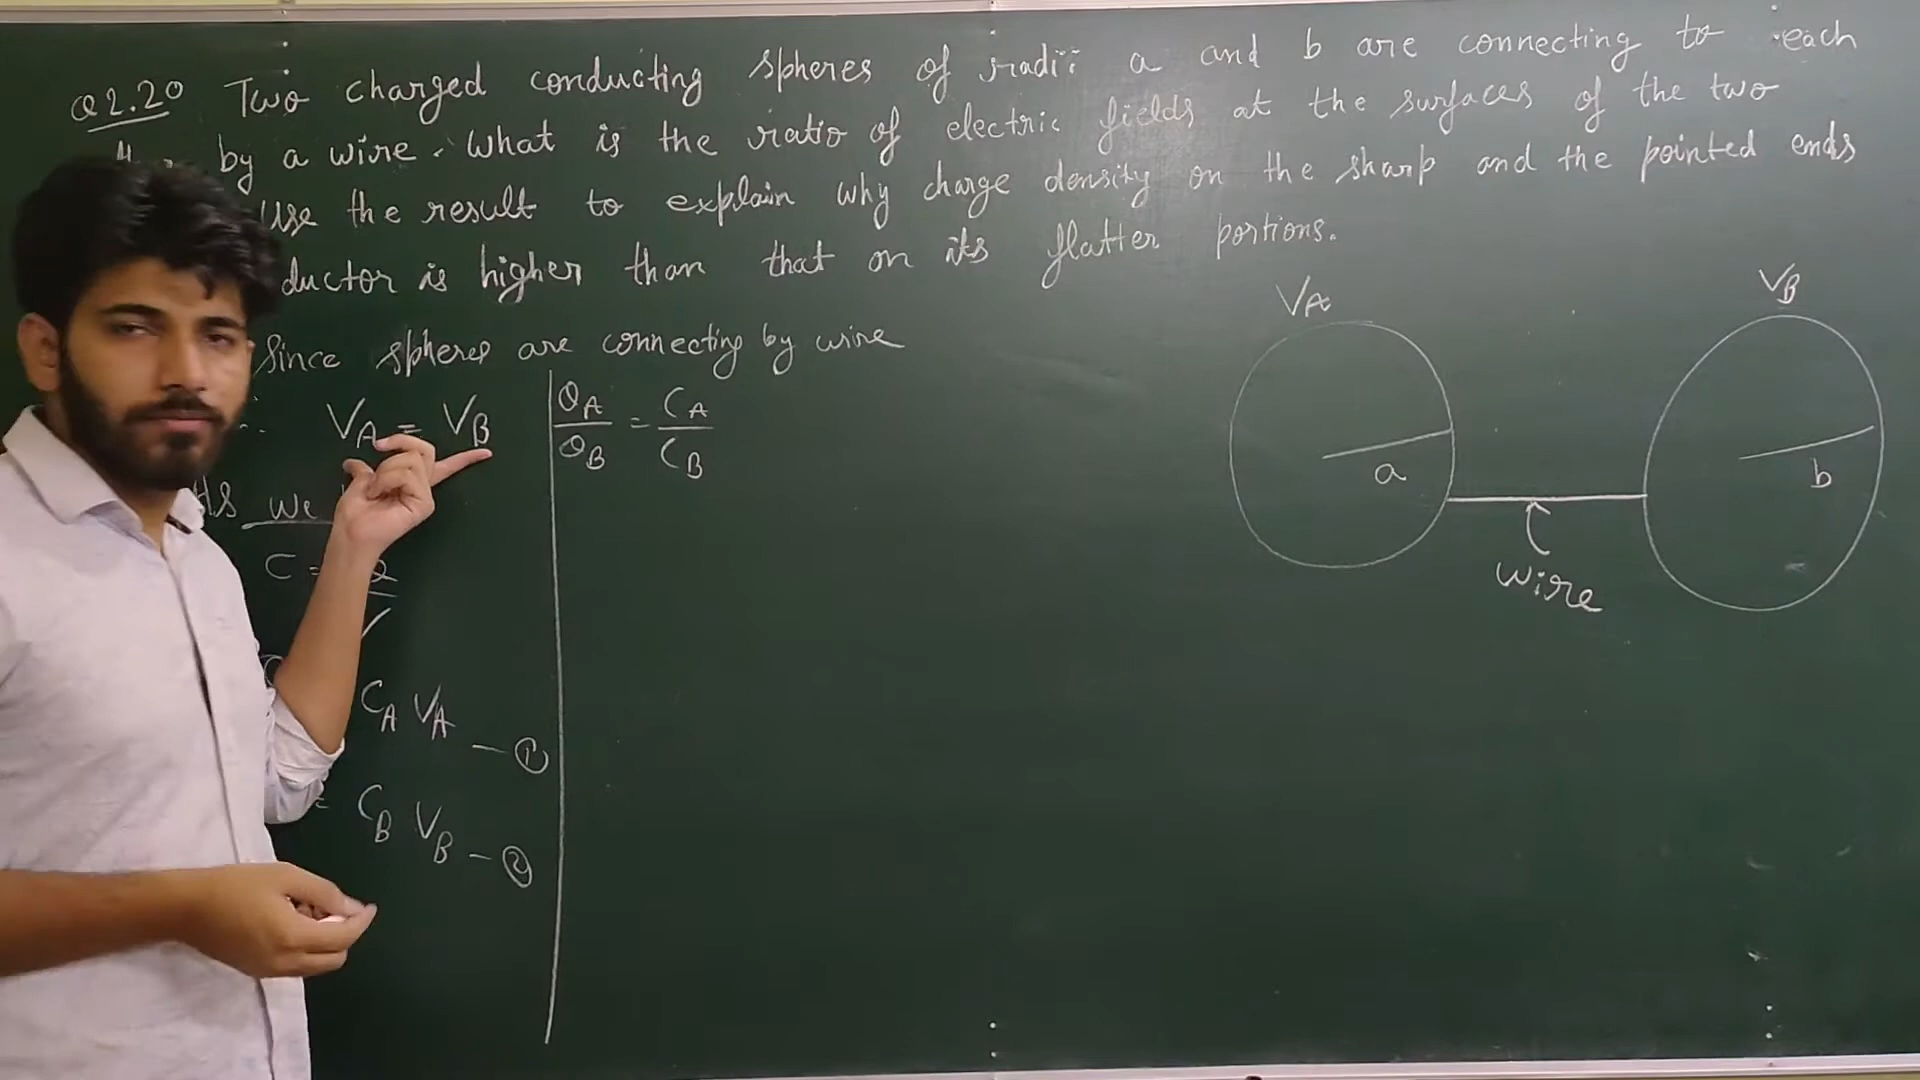 Q2.20 Two charged conducting spheres of radii a and b are connecting to each
by a wire. What is the ratio of electric fields at the surfaces of the two
Use the result to explain why charge density on the sharp and the pointed ends
ductor is higher than that on its flatter portions.
Since spheres are connecting by wire
∴ VA = VB
As we
C = Q
CA VA — ①
= CB VB — ②
QA/QB = CA/CB
VA
VB
a
b
wire